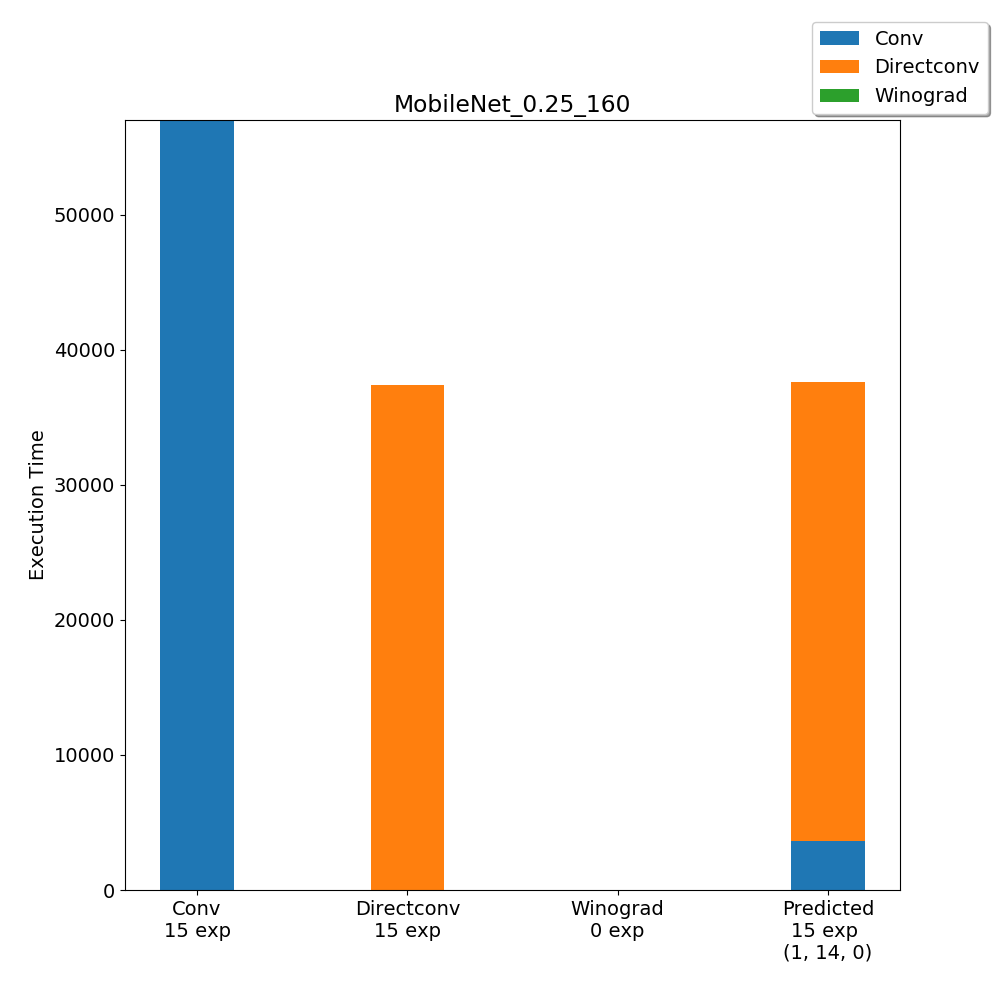 Conv
Directconv
Winograd
MobileNet_0.25_160
Execution Time
50000
40000
30000
20000
10000
0
Conv
15 exp
Directconv
15 exp
Winograd
0 exp
Predicted
15 exp
(1, 14, 0)